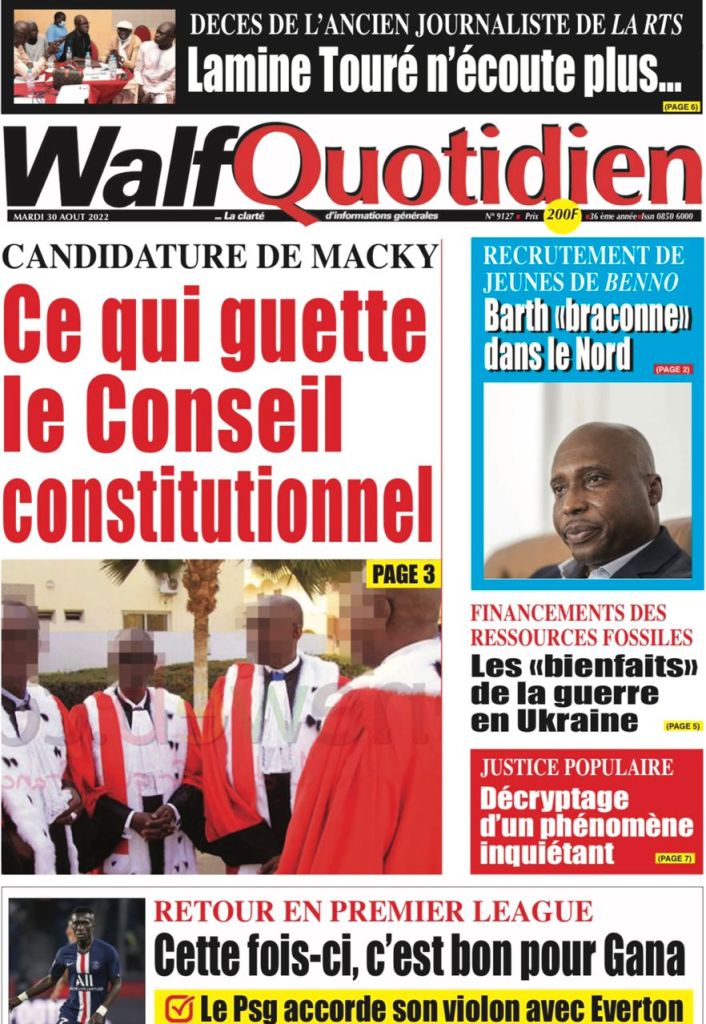 DECES DE L'ANCIEN JOURNALISTE DE LA RTS
Lamine Touré n'écoute plus...
(PAGE 6)
Walf Quotidien
MARDI 30 AOUT 2022
... La clarté
d'informations générales
N° 9127 ■ Prix 200F ■ 36 ème année ■ Issn 0850 6000
CANDIDATURE DE MACKY
Ce qui guette
le Conseil
constitutionnel
PAGE 3
RECRUTEMENT DE
JEUNES DE BENNO
Barth «braconne»
dans le Nord
(PAGE 2)
FINANCEMENTS DES
RESSOURCES FOSSILES
Les «bienfaits»
de la guerre
en Ukraine
(PAGE 5)
JUSTICE POPULAIRE
Décryptage
d'un phénomène
inquiétant
(PAGE 7)
RETOUR EN PREMIER LEAGUE
Cette fois-ci, c'est bon pour Gana
Le Psg accorde son violon avec Everton
ALL